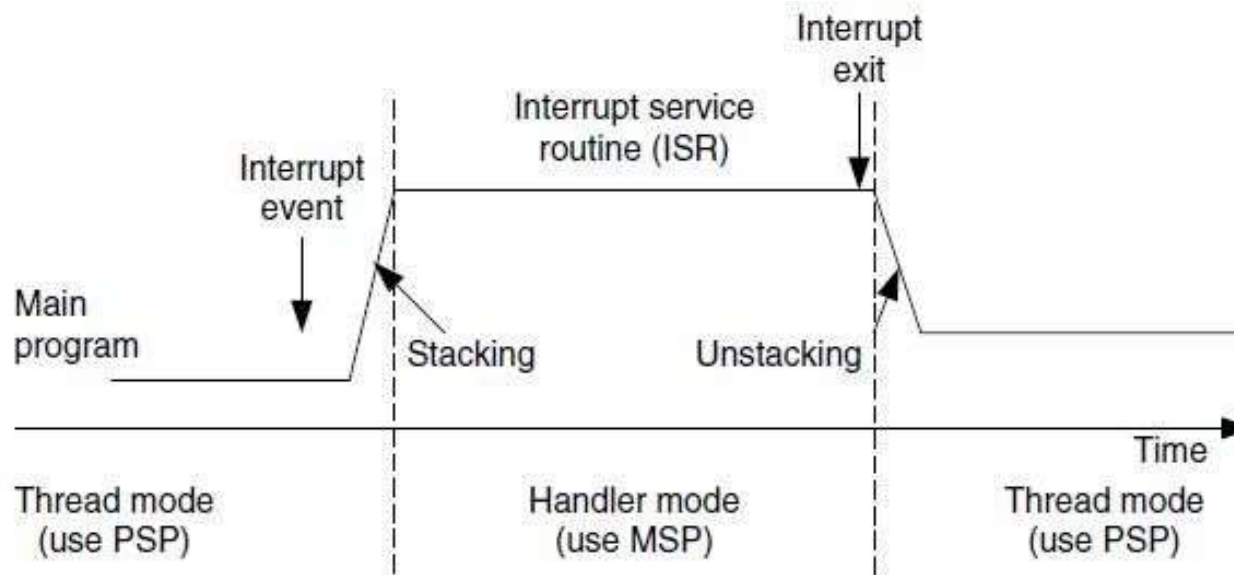 Interrupt
exit
Interrupt service
routine (ISR)
Interrupt
event
Main
program
Stacking
Unstacking
Time
Thread mode
(use PSP)
Handler mode
(use MSP)
Thread mode
(use PSP)